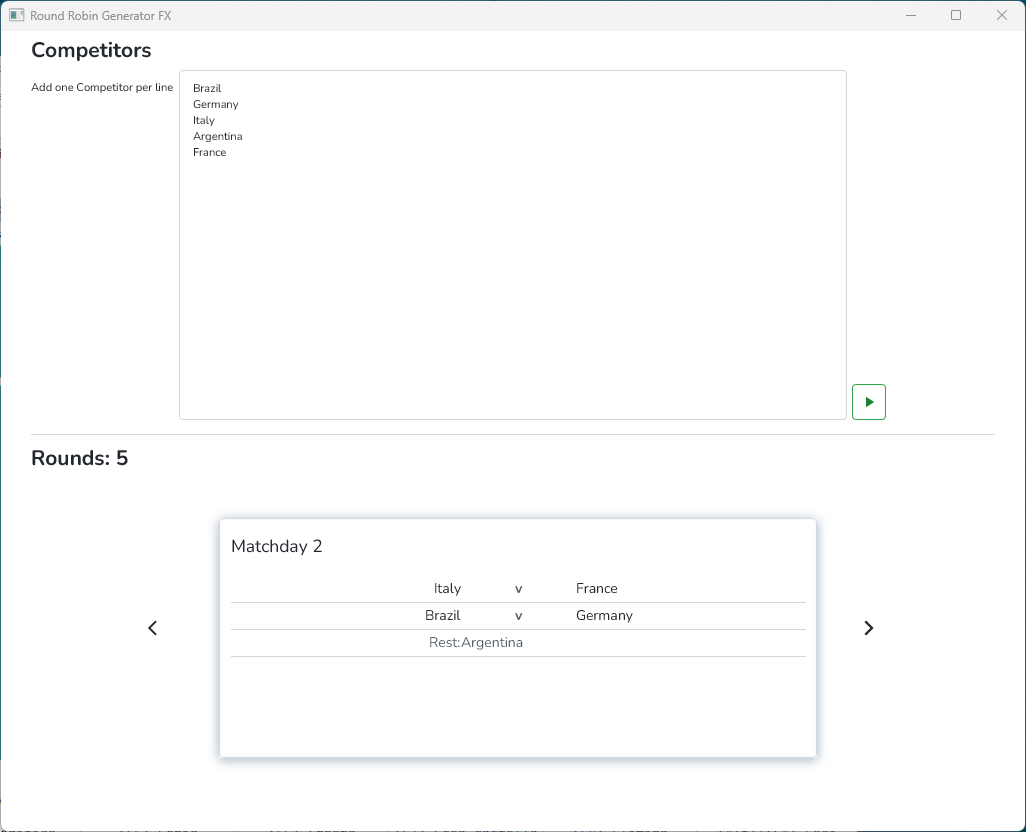 Round Robin Generator FX
Competitors
Add one Competitor per line
Brazil
Germany
Italy
Argentina
France
Rounds: 5
Matchday 2
Italy v France
Brazil v Germany
Rest:Argentina